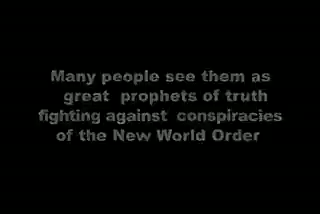 Many people see them as
great prophets of truth
fighting against conspiracies
of the New World Order